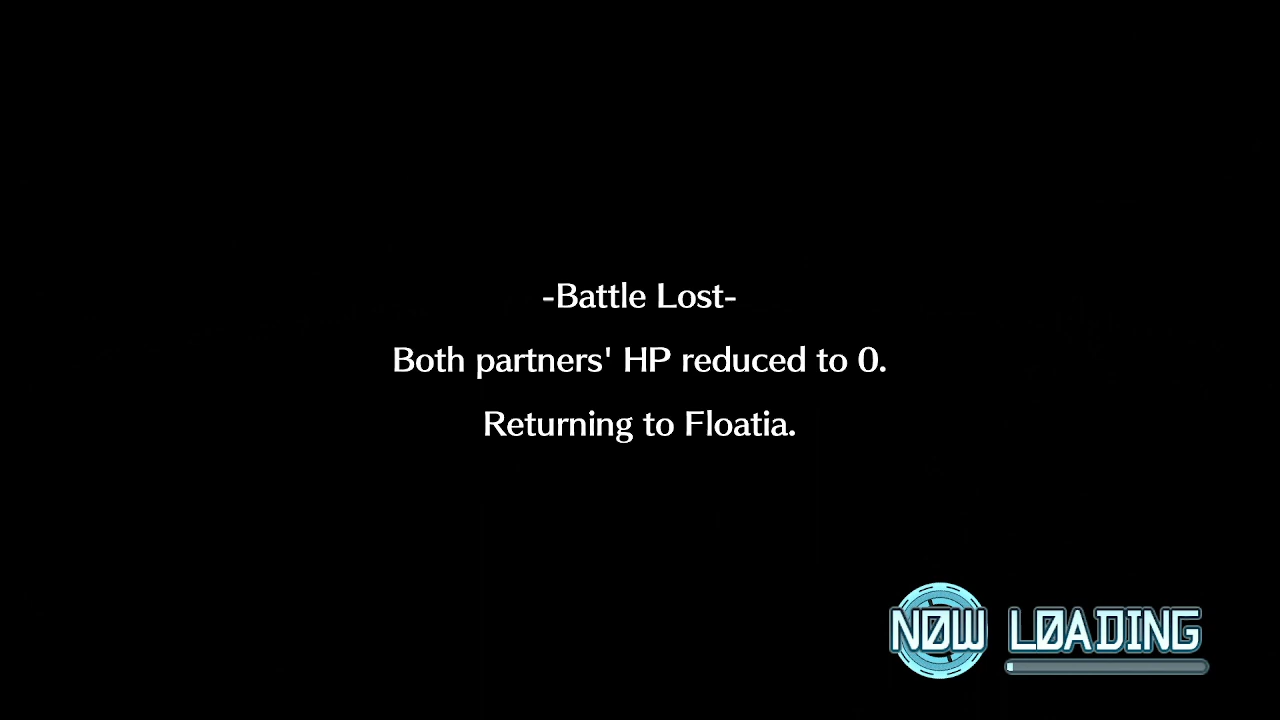 -Battle Lost-
Both partners' HP reduced to 0.
Returning to Floatia.
NOW LOADING